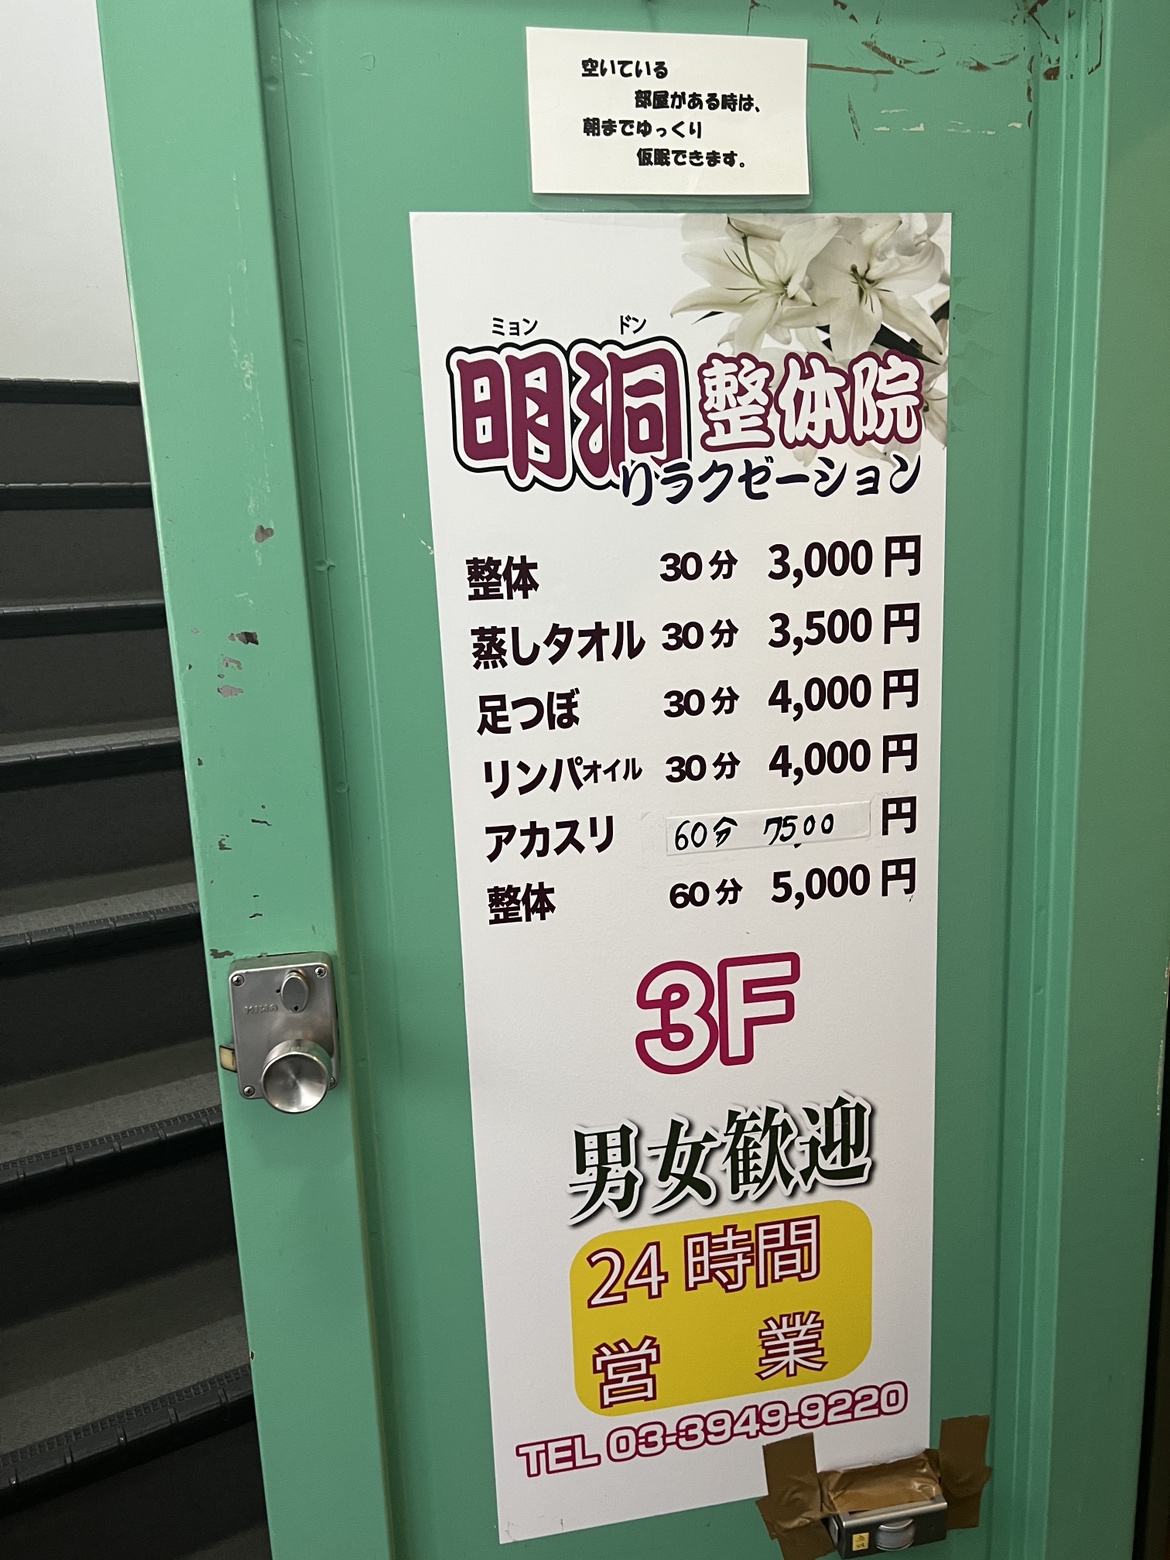 空いている
部屋がある時は、
朝までゆっくり
仮眠できます。
ミョン ドン
明洞 整体院
リラクゼーション
整体 30分 3,000円
蒸しタオル 30分 3,500円
足つぼ 30分 4,000円
リンパオイル 30分 4,000円
アカスリ 60分 7,500円
整体 60分 5,000円
3F
男女歓迎
24時間
営業
TEL 03-3949-9220